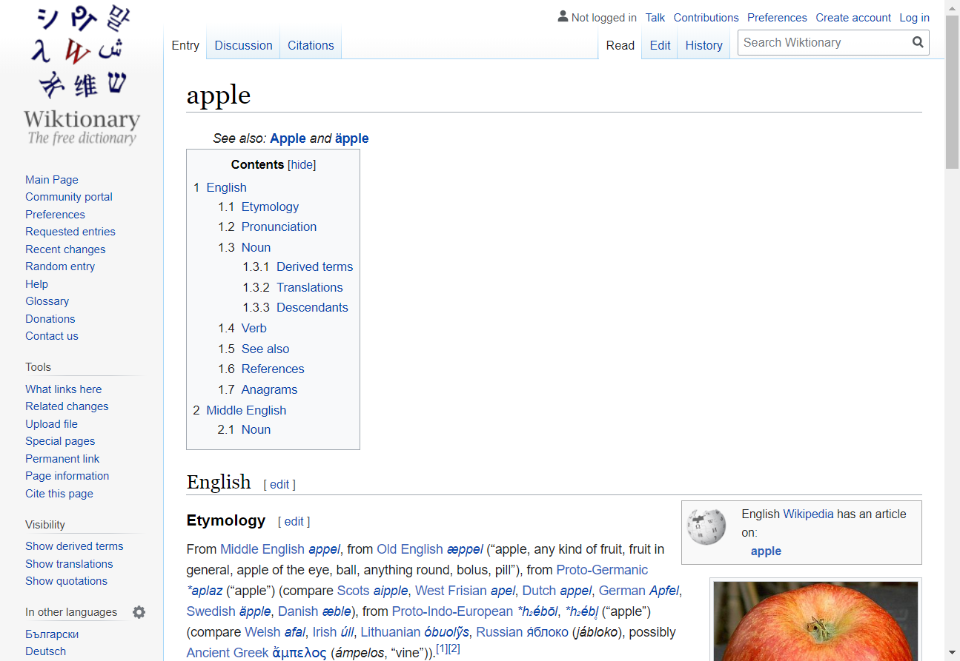 Not logged in Talk Contributions Preferences Create account Log in
Entry Discussion Citations Read Edit History Search Wiktionary
维
Wiktionary
The free dictionary
Main Page
Community portal
Preferences
Requested entries
Recent changes
Random entry
Help
Glossary
Donations
Contact us
Tools
What links here
Related changes
Upload file
Special pages
Permanent link
Page information
Cite this page
Visibility
Show derived terms
Show translations
Show quotations
In other languages
Български
Deutsch
apple
See also: Apple and äpple
Contents [hide]
1 English
1.1 Etymology
1.2 Pronunciation
1.3 Noun
1.3.1 Derived terms
1.3.2 Translations
1.3.3 Descendants
1.4 Verb
1.5 See also
1.6 References
1.7 Anagrams
2 Middle English
2.1 Noun
English [ edit ]
Etymology [ edit ]
From Middle English appel, from Old English æppel (“apple, any kind of fruit, fruit in
general, apple of the eye, ball, anything round, bolus, pill”), from Proto-Germanic
*aplaz (“apple”) (compare Scots aipple, West Frisian apel, Dutch appel, German Apfel,
Swedish äpple, Danish æble), from Proto-Indo-European *h₂ébōl, *h₂ébl̥ (“apple”)
(compare Welsh afal, Irish úll, Lithuanian óbuolỹs, Russian я́блоко (jábloko), possibly
Ancient Greek ἄμπελος (ámpelos, “vine”)).[1][2]
English Wikipedia has an article
on:
apple